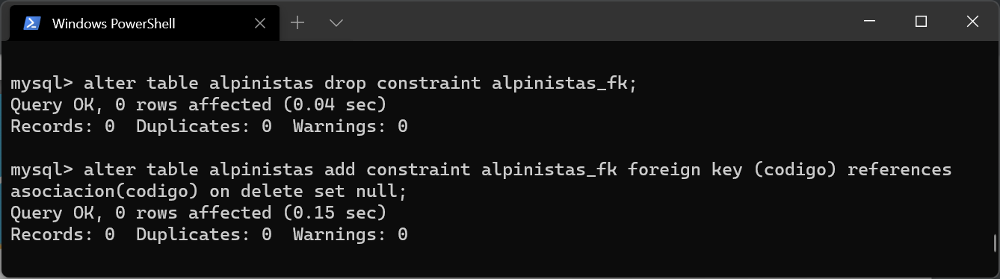 Windows PowerShell
mysql> alter table alpinistas drop constraint alpinistas_fk;
Query OK, 0 rows affected (0.04 sec)
Records: 0  Duplicates: 0  Warnings: 0
mysql> alter table alpinistas add constraint alpinistas_fk foreign key (codigo) references
asociacion(codigo) on delete set null;
Query OK, 0 rows affected (0.15 sec)
Records: 0  Duplicates: 0  Warnings: 0